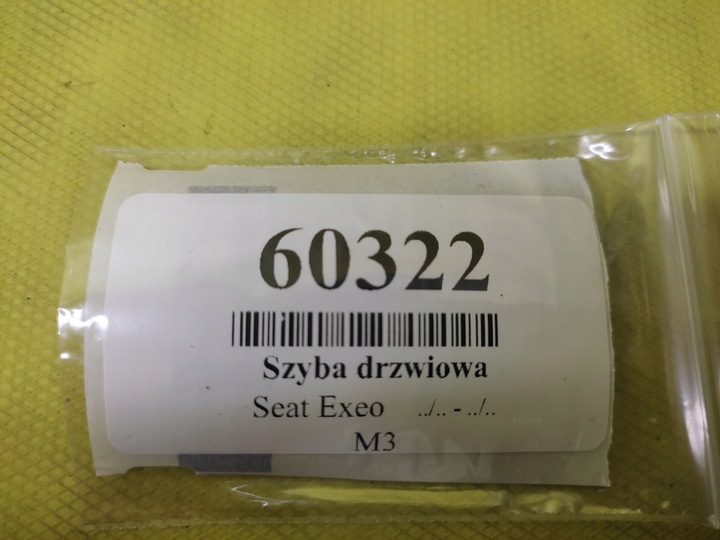 60322
Szyba drzwiowa
Seat Exeo ../.. - ../..
M3